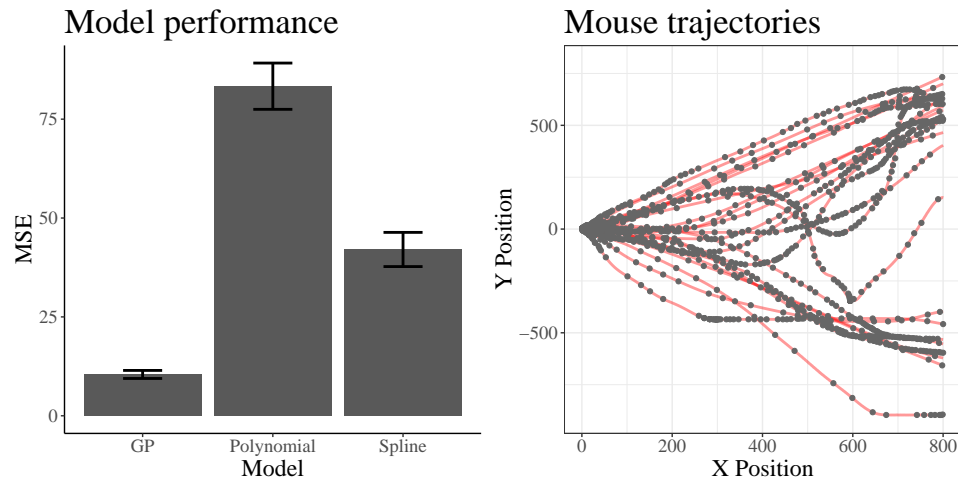 Model performance
MSE
75
50
25
0
GP Polynomial Spline
Model
Mouse trajectories
Y Position
500
0
−500
0 200 400 600 800
X Position